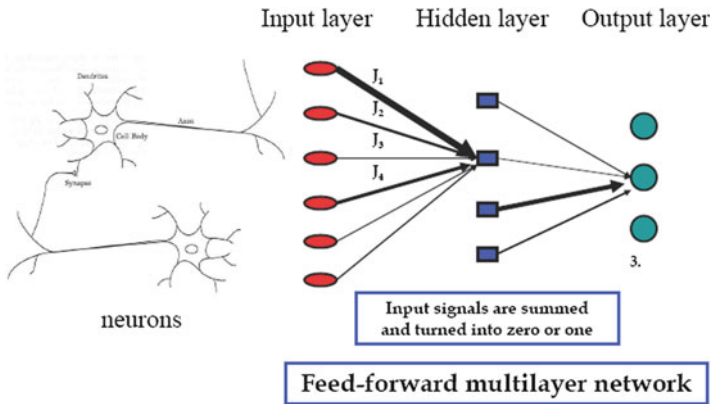 Input layer
Hidden layer
Output layer
Dendrites
Axon
Cell Body
Synapse
neurons
J1
J2
J3
J4
3.
Input signals are summed
and turned into zero or one
Feed-forward multilayer network